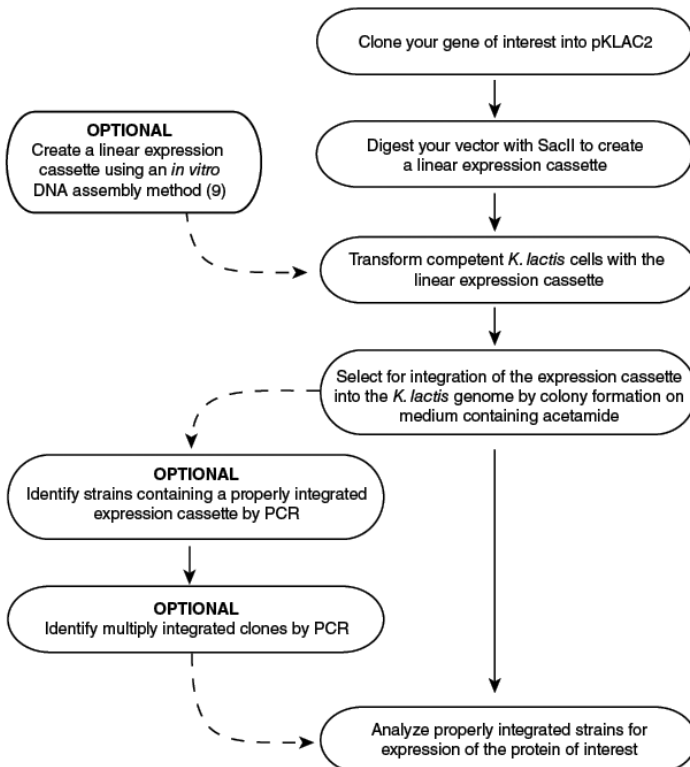 Clone your gene of interest into pKLAC2
OPTIONAL
Create a linear expression
cassette using an in vitro
DNA assembly method (9)
Digest your vector with SacII to create
a linear expression cassette
Transform competent K. lactis cells with the
linear expression cassette
Select for integration of the expression cassette
into the K. lactis genome by colony formation on
medium containing acetamide
OPTIONAL
Identify strains containing a properly integrated
expression cassette by PCR
OPTIONAL
Identify multiply integrated clones by PCR
Analyze properly integrated strains for
expression of the protein of interest